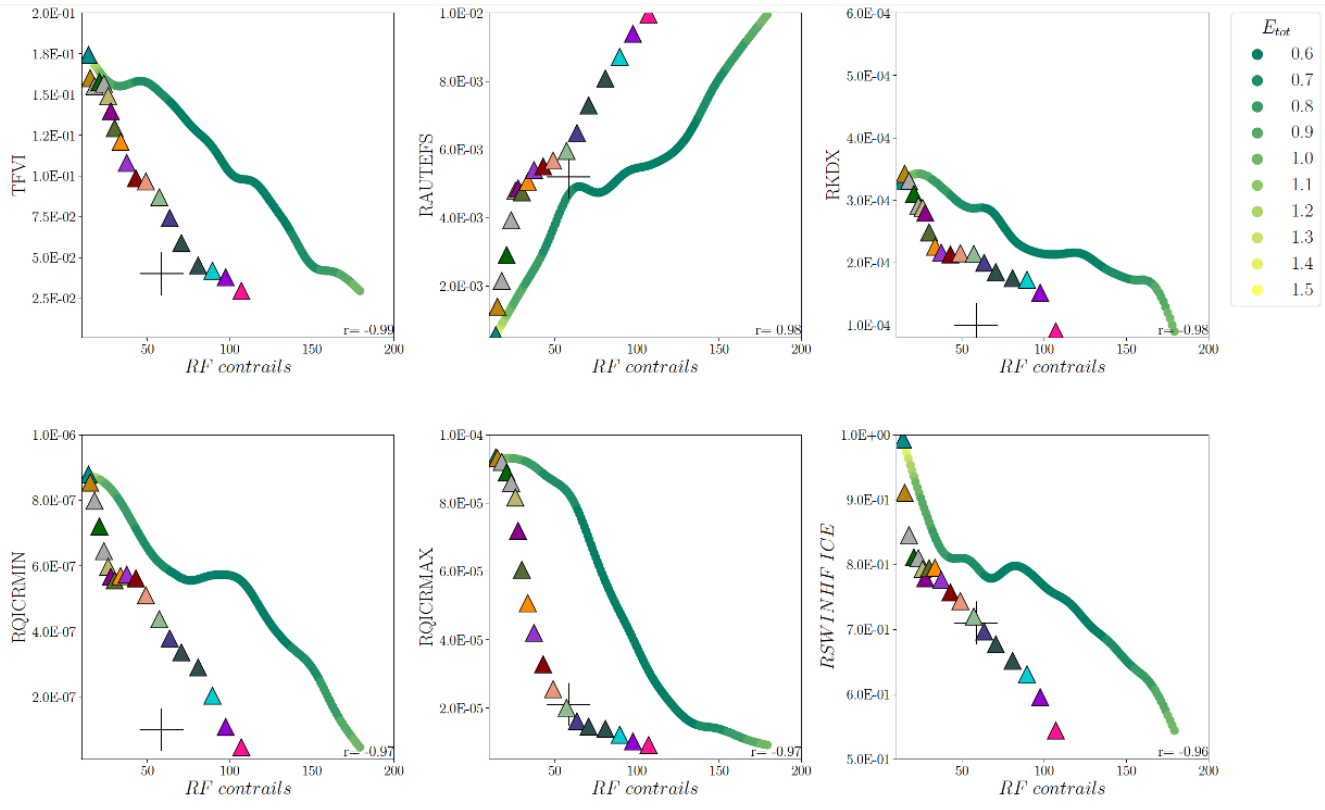 2.0E-01
1.8E-01
1.5E-01
1.2E-01
1.0E-01
7.5E-02
5.0E-02
2.5E-02
TFVI
50
100
150
200
r= -0.99
RF contrails
1.0E-02
8.0E-03
6.0E-03
4.0E-03
2.0E-03
RAUTEFS
50
100
150
200
r= 0.98
RF contrails
6.0E-04
5.0E-04
4.0E-04
3.0E-04
2.0E-04
1.0E-04
RKDX
50
100
150
200
r= -0.98
RF contrails
E_tot
0.6
0.7
0.8
0.9
1.0
1.1
1.2
1.3
1.4
1.5
1.0E-06
8.0E-07
6.0E-07
4.0E-07
2.0E-07
RQICRMIN
50
100
150
200
r= -0.97
RF contrails
1.0E-04
8.0E-05
6.0E-05
4.0E-05
2.0E-05
RQICRMAX
50
100
150
200
r= -0.97
RF contrails
1.0E+00
9.0E-01
8.0E-01
7.0E-01
6.0E-01
5.0E-01
RSWINHF ICE
50
100
150
200
r= -0.96
RF contrails